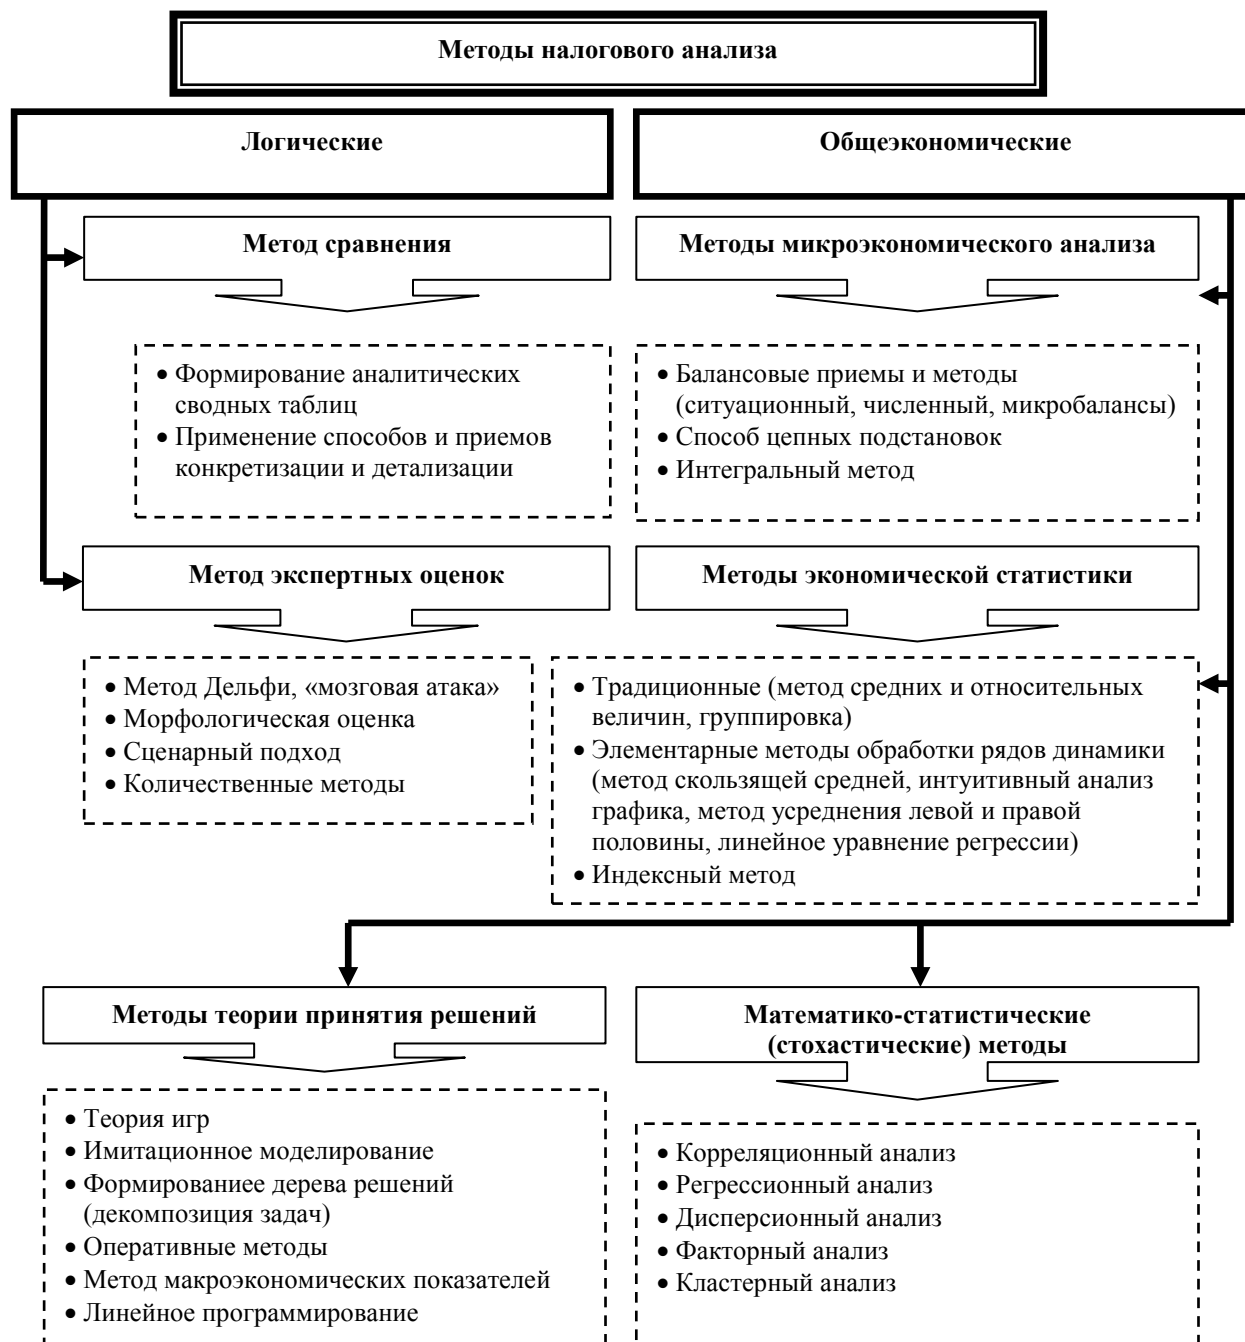 Методы налогового анализа
Логические
Общеэкономические
Метод сравнения
Методы микроэкономического анализа
• Формирование аналитических
сводных таблиц
• Применение способов и приемов
конкретизации и детализации
• Балансовые приемы и методы
(ситуационный, численный, микробалансы)
• Способ цепных подстановок
• Интегральный метод
Метод экспертных оценок
Методы экономической статистики
• Метод Дельфи, «мозговая атака»
• Морфологическая оценка
• Сценарный подход
• Количественные методы
• Традиционные (метод средних и относительных
величин, группировка)
• Элементарные методы обработки рядов динамики
(метод скользящей средней, интуитивный анализ
графика, метод усреднения левой и правой
половины, линейное уравнение регрессии)
• Индексный метод
Методы теории принятия решений
Математико-статистические
(стохастические) методы
• Теория игр
• Имитационное моделирование
• Формированиее дерева решений
(декомпозиция задач)
• Оперативные методы
• Метод макроэкономических показателей
• Линейное программирование
• Корреляционный анализ
• Регрессионный анализ
• Дисперсионный анализ
• Факторный анализ
• Кластерный анализ